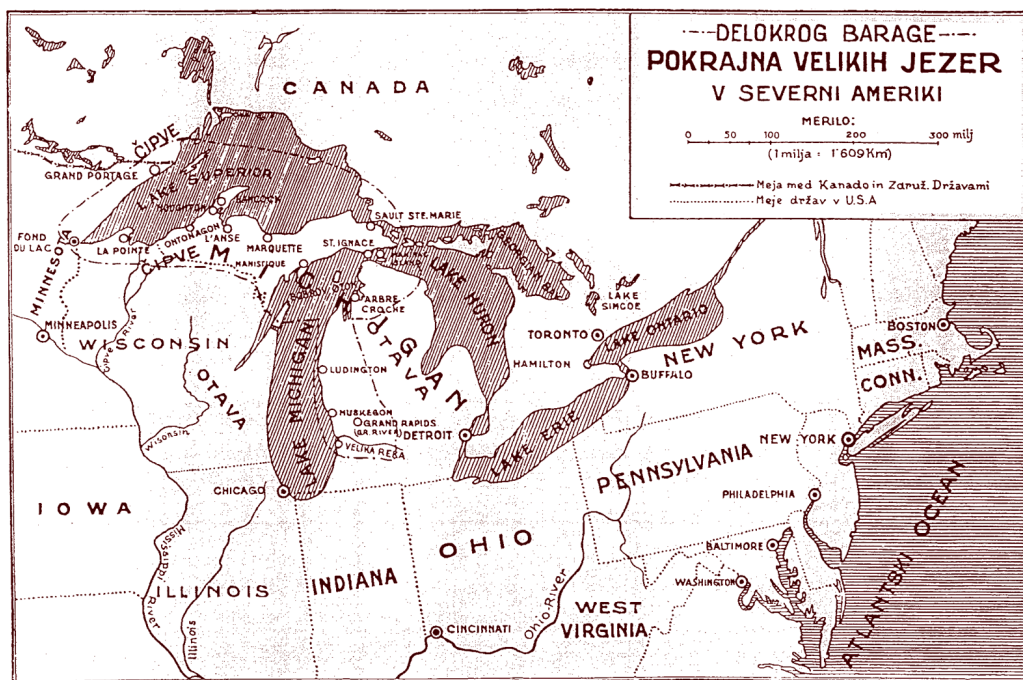 DELOKROG BARAGE
POKRAJNA VELIKIH JEZER
V SEVERNI AMERIKI
MERILO:
0 50 100 200 300 milj
(1 milja = 1'609 Km)
Meja med Kanado in Zdruź. Državami
Meje držav v U.S.A
CANADA
ČIPVE
GRAND PORTAGE
LAKE SUPERIOR
HANCOCK
HOUGHTON
FOND
DU LAC
LA POINTE
ONTONAGON
L'ANSE
MARQUETTE
SAULT STE. MARIE
ST. IGNACE
MACKINAC
ISLAND
GEORGIAN BAY
ČIPVE
MANISTIQUE
MICHIGAN
MINNESOTA
ARBRE
CROCHE
LAKE HURON
LAKE
SIMCOE
MINNEAPOLIS
WISCONSIN
Čipve River
OTAVA
OTAVA
TORONTO
LAKE ONTARIO
HAMILTON
NEW YORK
BOSTON
MASS.
CONN.
BUFFALO
LAKE MICHIGAN
LUDINGTON
MUSKEGON
GRAND RAPIDS
(GR. RIVER)
DETROIT
VELIKA REKA
LAKE ERIE
Wisconsin
CHICAGO
NEW YORK
PENNSYLVANIA
PHILADELPHIA
IOWA
Mississippi
River
ILLINOIS
Illinois
INDIANA
OHIO
BALTIMORE
WASHINGTON
WEST
VIRGINIA
Ohio-River
CINCINNATI
ATLANTSKI OCEAN